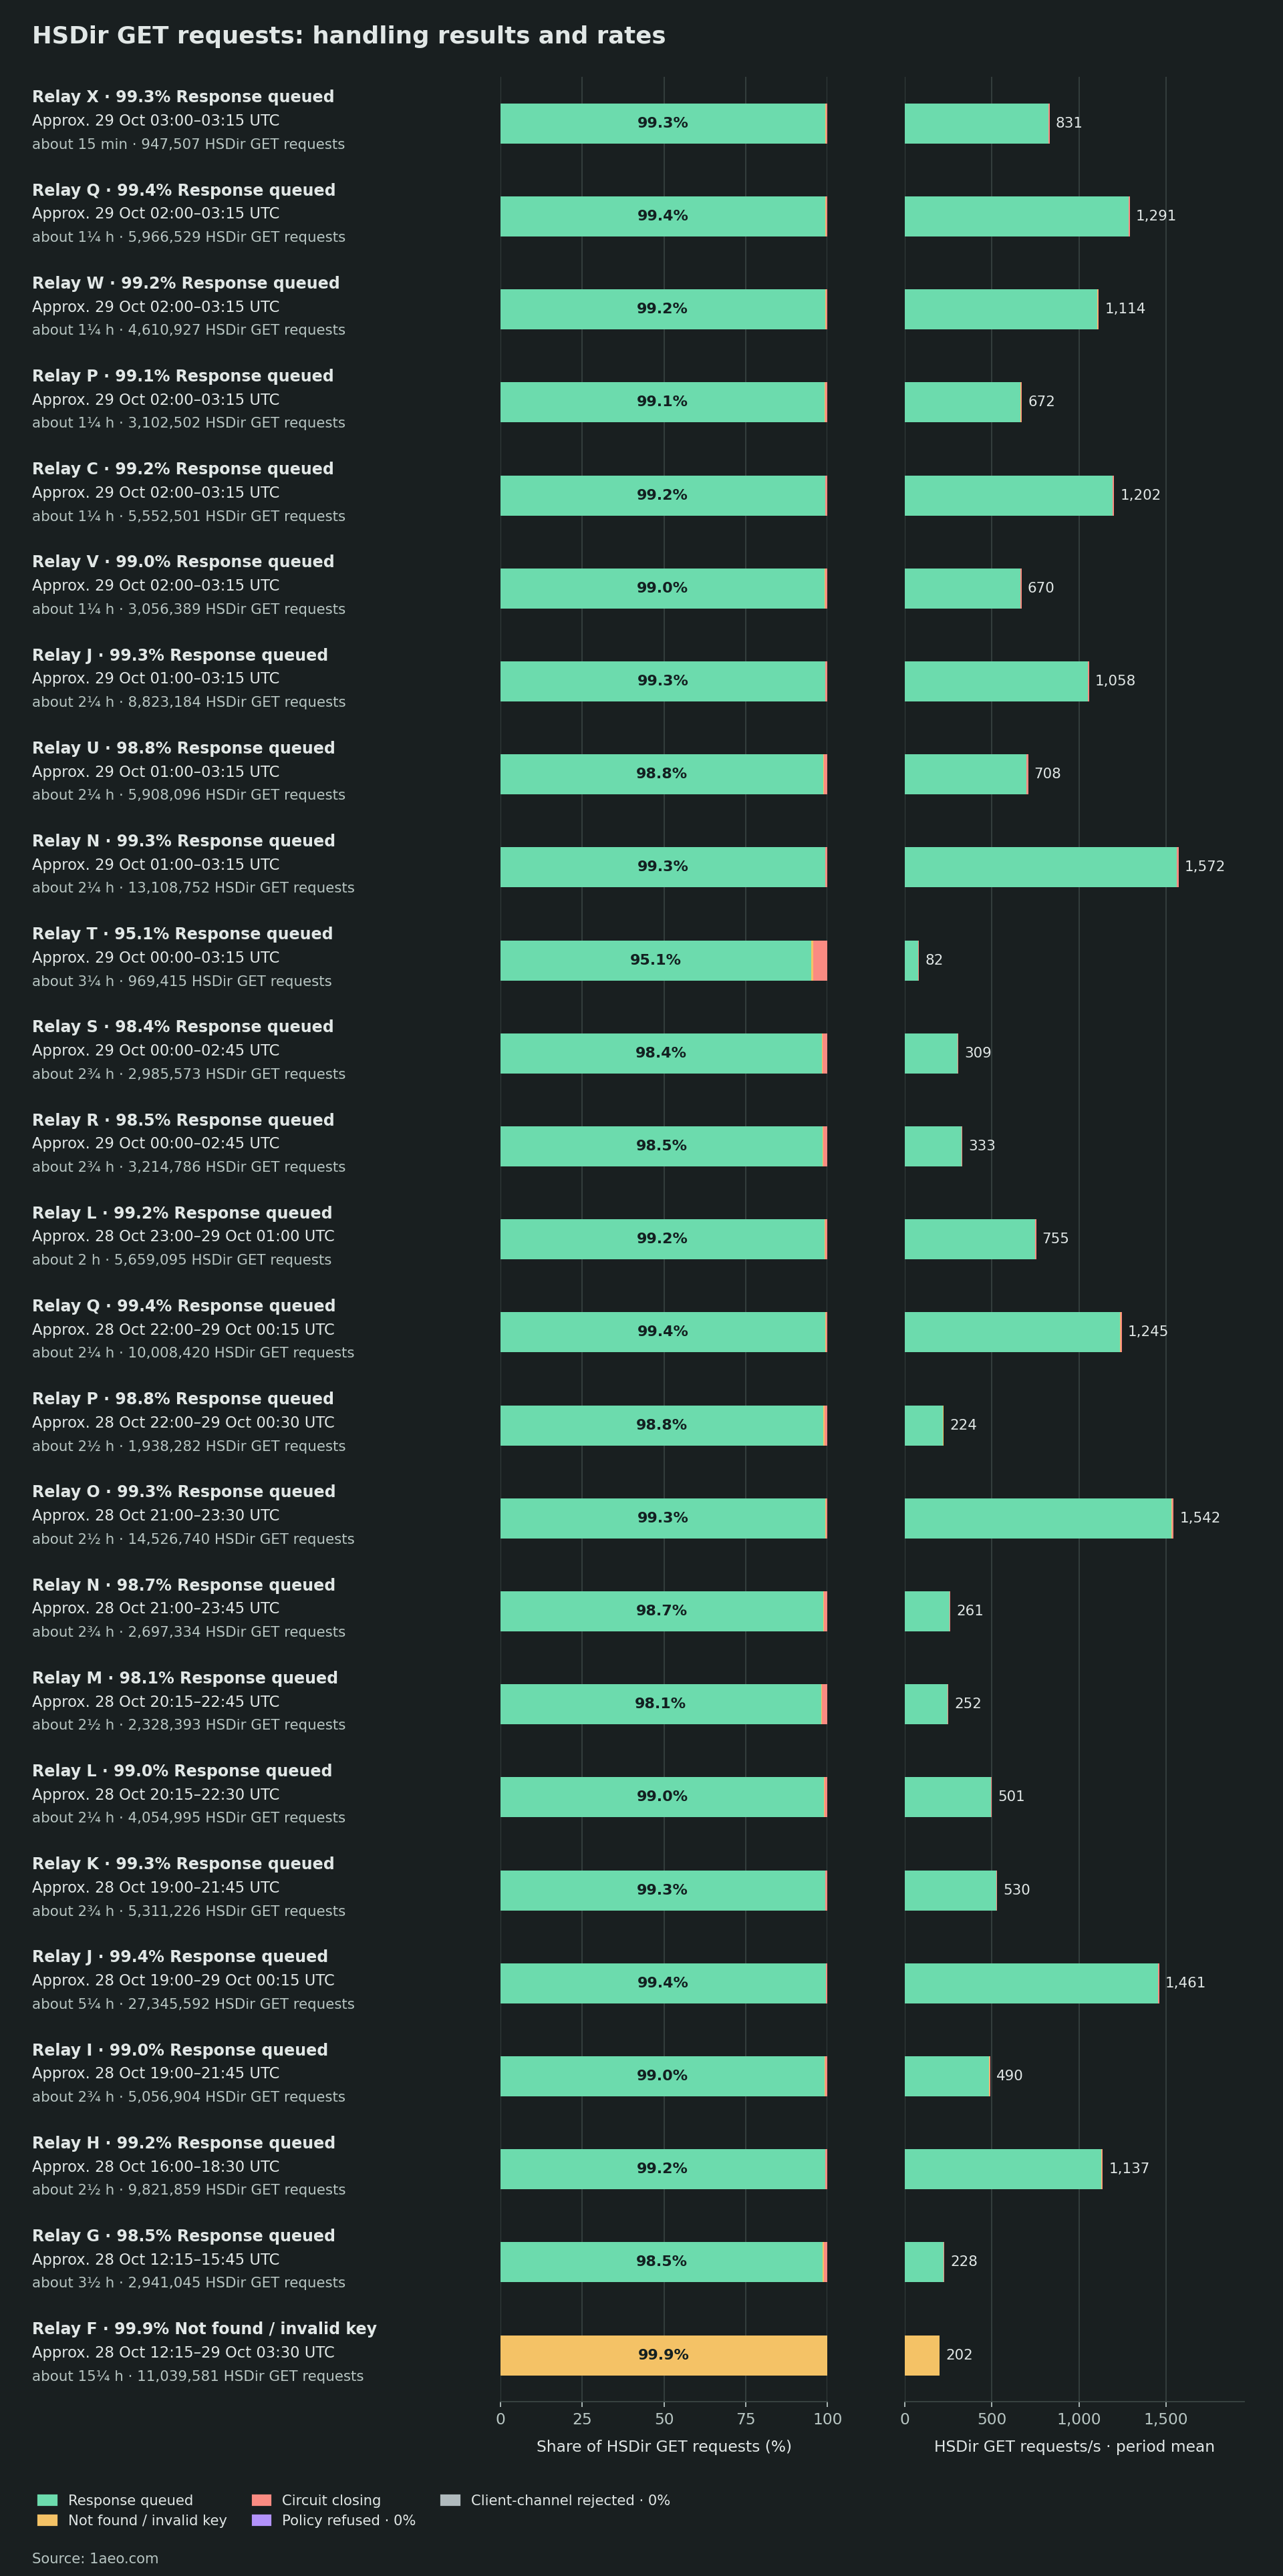 HSDir GET requests: handling results and rates
Relay X · 99.3% Response queued
Approx. 29 Oct 03:00–03:15 UTC
about 15 min · 947,507 HSDir GET requests
99.3%
831
Relay Q · 99.4% Response queued
Approx. 29 Oct 02:00–03:15 UTC
about 1¼ h · 5,966,529 HSDir GET requests
99.4%
1,291
Relay W · 99.2% Response queued
Approx. 29 Oct 02:00–03:15 UTC
about 1¼ h · 4,610,927 HSDir GET requests
99.2%
1,114
Relay P · 99.1% Response queued
Approx. 29 Oct 02:00–03:15 UTC
about 1¼ h · 3,102,502 HSDir GET requests
99.1%
672
Relay C · 99.2% Response queued
Approx. 29 Oct 02:00–03:15 UTC
about 1¼ h · 5,552,501 HSDir GET requests
99.2%
1,202
Relay V · 99.0% Response queued
Approx. 29 Oct 02:00–03:15 UTC
about 1¼ h · 3,056,389 HSDir GET requests
99.0%
670
Relay J · 99.3% Response queued
Approx. 29 Oct 01:00–03:15 UTC
about 2¼ h · 8,823,184 HSDir GET requests
99.3%
1,058
Relay U · 98.8% Response queued
Approx. 29 Oct 01:00–03:15 UTC
about 2¼ h · 5,908,096 HSDir GET requests
98.8%
708
Relay N · 99.3% Response queued
Approx. 29 Oct 01:00–03:15 UTC
about 2¼ h · 13,108,752 HSDir GET requests
99.3%
1,572
Relay T · 95.1% Response queued
Approx. 29 Oct 00:00–03:15 UTC
about 3¼ h · 969,415 HSDir GET requests
95.1%
82
Relay S · 98.4% Response queued
Approx. 29 Oct 00:00–02:45 UTC
about 2¾ h · 2,985,573 HSDir GET requests
98.4%
309
Relay R · 98.5% Response queued
Approx. 29 Oct 00:00–02:45 UTC
about 2¾ h · 3,214,786 HSDir GET requests
98.5%
333
Relay L · 99.2% Response queued
Approx. 28 Oct 23:00–29 Oct 01:00 UTC
about 2 h · 5,659,095 HSDir GET requests
99.2%
755
Relay Q · 99.4% Response queued
Approx. 28 Oct 22:00–29 Oct 00:15 UTC
about 2¼ h · 10,008,420 HSDir GET requests
99.4%
1,245
Relay P · 98.8% Response queued
Approx. 28 Oct 22:00–29 Oct 00:30 UTC
about 2½ h · 1,938,282 HSDir GET requests
98.8%
224
Relay O · 99.3% Response queued
Approx. 28 Oct 21:00–23:30 UTC
about 2½ h · 14,526,740 HSDir GET requests
99.3%
1,542
Relay N · 98.7% Response queued
Approx. 28 Oct 21:00–23:45 UTC
about 2¾ h · 2,697,334 HSDir GET requests
98.7%
261
Relay M · 98.1% Response queued
Approx. 28 Oct 20:15–22:45 UTC
about 2½ h · 2,328,393 HSDir GET requests
98.1%
252
Relay L · 99.0% Response queued
Approx. 28 Oct 20:15–22:30 UTC
about 2¼ h · 4,054,995 HSDir GET requests
99.0%
501
Relay K · 99.3% Response queued
Approx. 28 Oct 19:00–21:45 UTC
about 2¾ h · 5,311,226 HSDir GET requests
99.3%
530
Relay J · 99.4% Response queued
Approx. 28 Oct 19:00–29 Oct 00:15 UTC
about 5¼ h · 27,345,592 HSDir GET requests
99.4%
1,461
Relay I · 99.0% Response queued
Approx. 28 Oct 19:00–21:45 UTC
about 2¾ h · 5,056,904 HSDir GET requests
99.0%
490
Relay H · 99.2% Response queued
Approx. 28 Oct 16:00–18:30 UTC
about 2½ h · 9,821,859 HSDir GET requests
99.2%
1,137
Relay G · 98.5% Response queued
Approx. 28 Oct 12:15–15:45 UTC
about 3½ h · 2,941,045 HSDir GET requests
98.5%
228
Relay F · 99.9% Not found / invalid key
Approx. 28 Oct 12:15–29 Oct 03:30 UTC
about 15¼ h · 11,039,581 HSDir GET requests
99.9%
202
0 25 50 75 100
0 500 1,000 1,500
Share of HSDir GET requests (%)
HSDir GET requests/s · period mean
Response queued
Circuit closing
Client-channel rejected · 0%
Not found / invalid key
Policy refused · 0%
Source: 1aeo.com